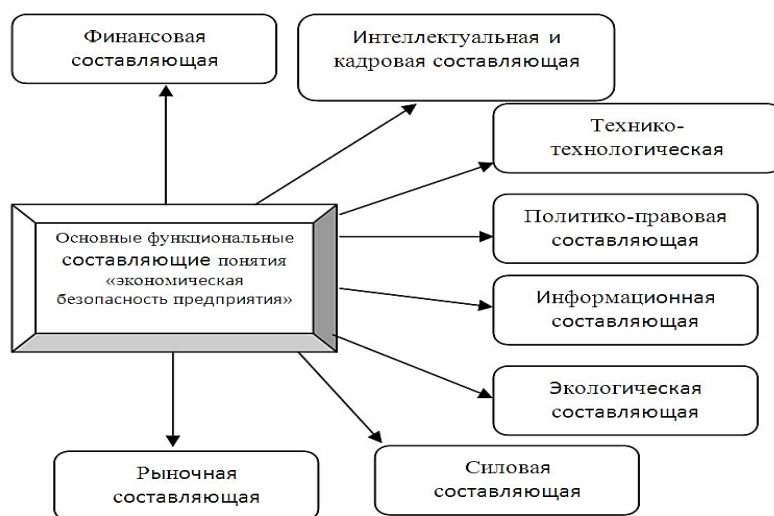 Финансовая
составляющая
Интеллектуальная и
кадровая составляющая
Технико-
технологическая
Основные функциональные
составляющие понятия
«экономическая
безопасность предприятия»
Политико-правовая
составляющая
Информационная
составляющая
Экологическая
составляющая
Рыночная
составляющая
Силовая
составляющая